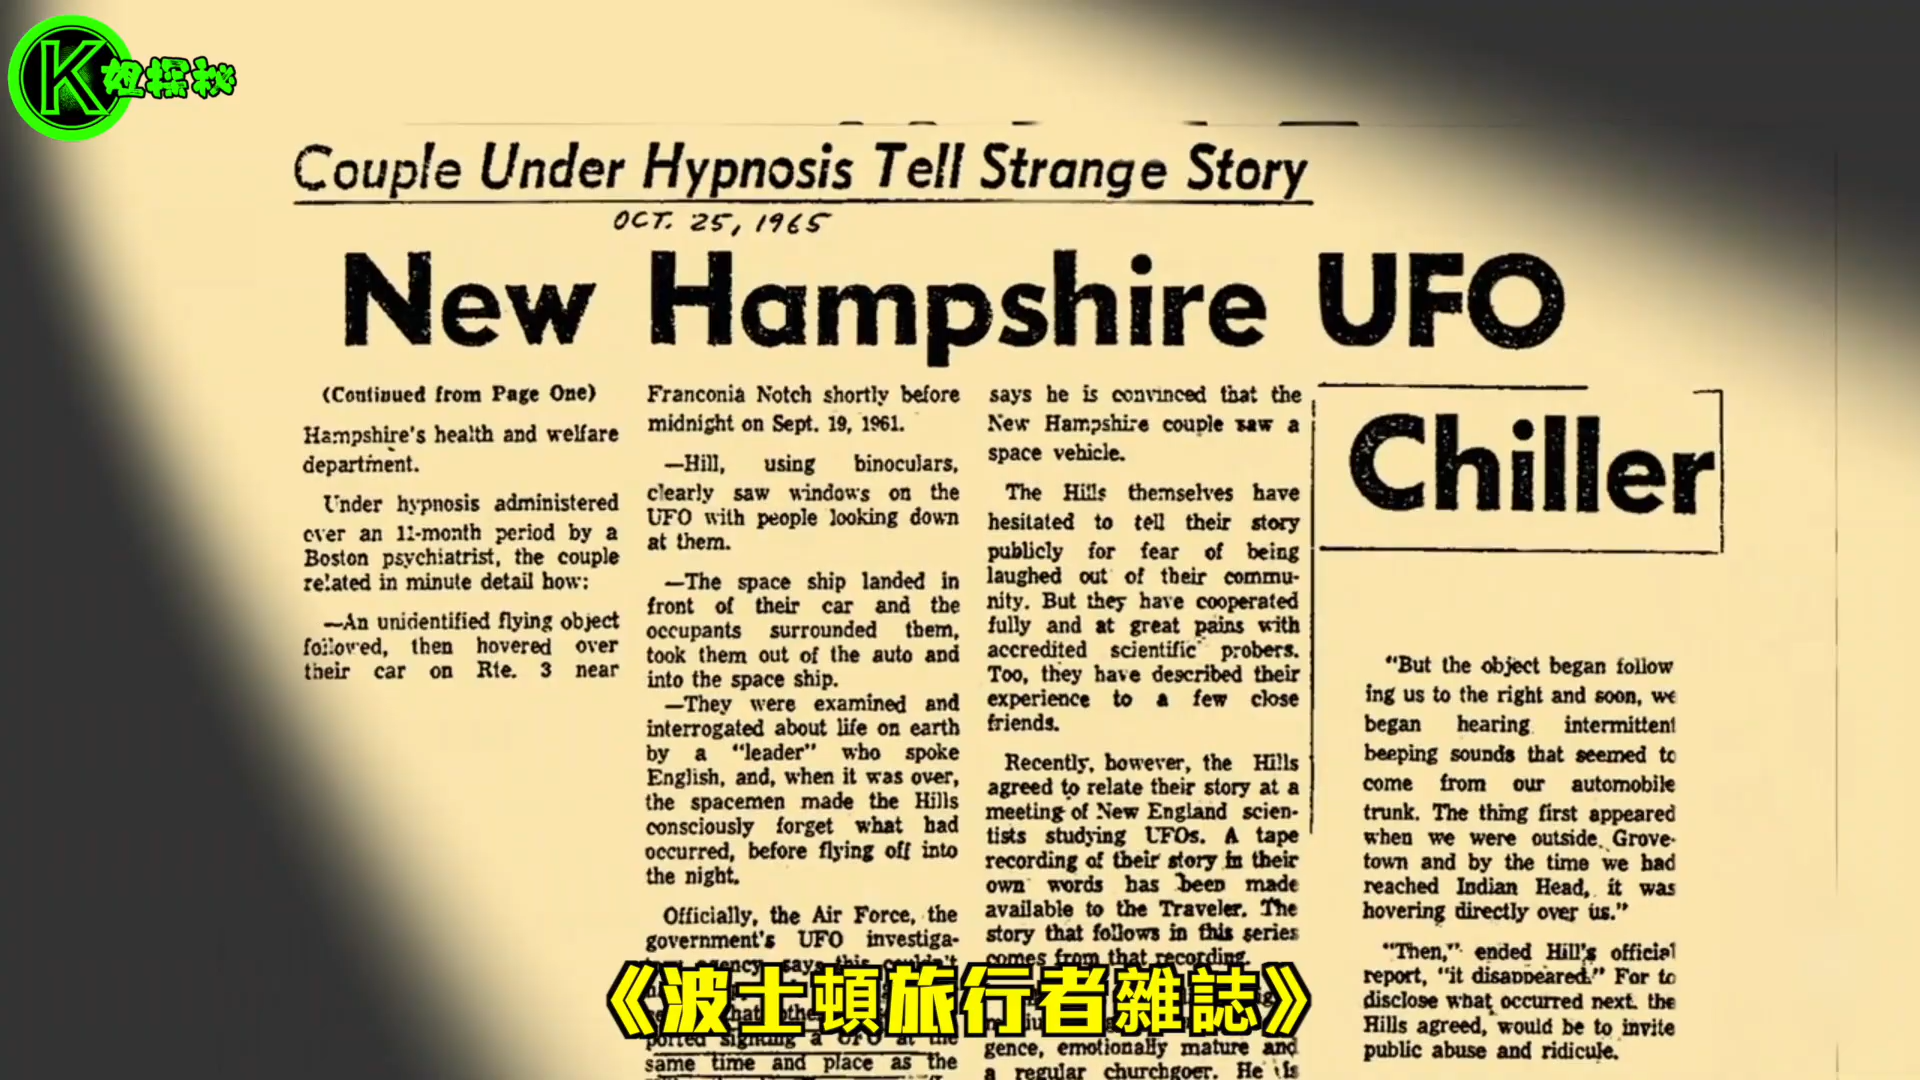 K姐探秘
Couple Under Hypnosis Tell Strange Story
OCT. 25, 1965
New Hampshire UFO
Chiller
(Continued from Page One)
Hampshire's health and welfare
department.
Under hypnosis administered
over an 11-month period by a
Boston psychiatrist, the couple
related in minute detail how:
—An unidentified flying object
followed, then hovered over
their car on Rte. 3 near
Franconia Notch shortly before
midnight on Sept. 19, 1961.
—Hill, using binoculars,
clearly saw windows on the
UFO with people looking down
at them.
—The space ship landed in
front of their car and the
occupants surrounded them,
took them out of the auto and
into the space ship.
—They were examined and
interrogated about life on earth
by a "leader" who spoke
English, and, when it was over,
the spacemen made the Hills
consciously forget what had
occurred, before flying off into
the night.
Officially, the Air Force, the
government's UFO investiga-
agency says this couldn't
ported sighting a UFO at the
same time and place as the
says he is convinced that the
New Hampshire couple saw a
space vehicle.
The Hills themselves have
hesitated to tell their story
publicly for fear of being
laughed out of their commu-
nity. But they have cooperated
fully and at great pains with
accredited scientific probers.
Too, they have described their
experience to a few close
friends.
Recently, however, the Hills
agreed to relate their story at a
meeting of New England scien-
tists studying UFOs. A tape
recording of their story in their
own words has been made
available to the Traveler. The
story that follows in this series
comes from that recording.
gence, emotionally mature and
a regular churchgoer. He is
"But the object began follow
ing us to the right and soon, we
began hearing intermittent
beeping sounds that seemed to
come from our automobile
trunk. The thing first appeared
when we were outside Grove-
town and by the time we had
reached Indian Head, it was
hovering directly over us."
"Then," ended Hill's official
report, "it disappeared." For to
disclose what occurred next, the
Hills agreed, would be to invite
public abuse and ridicule.
《波士頓旅行者雜誌》